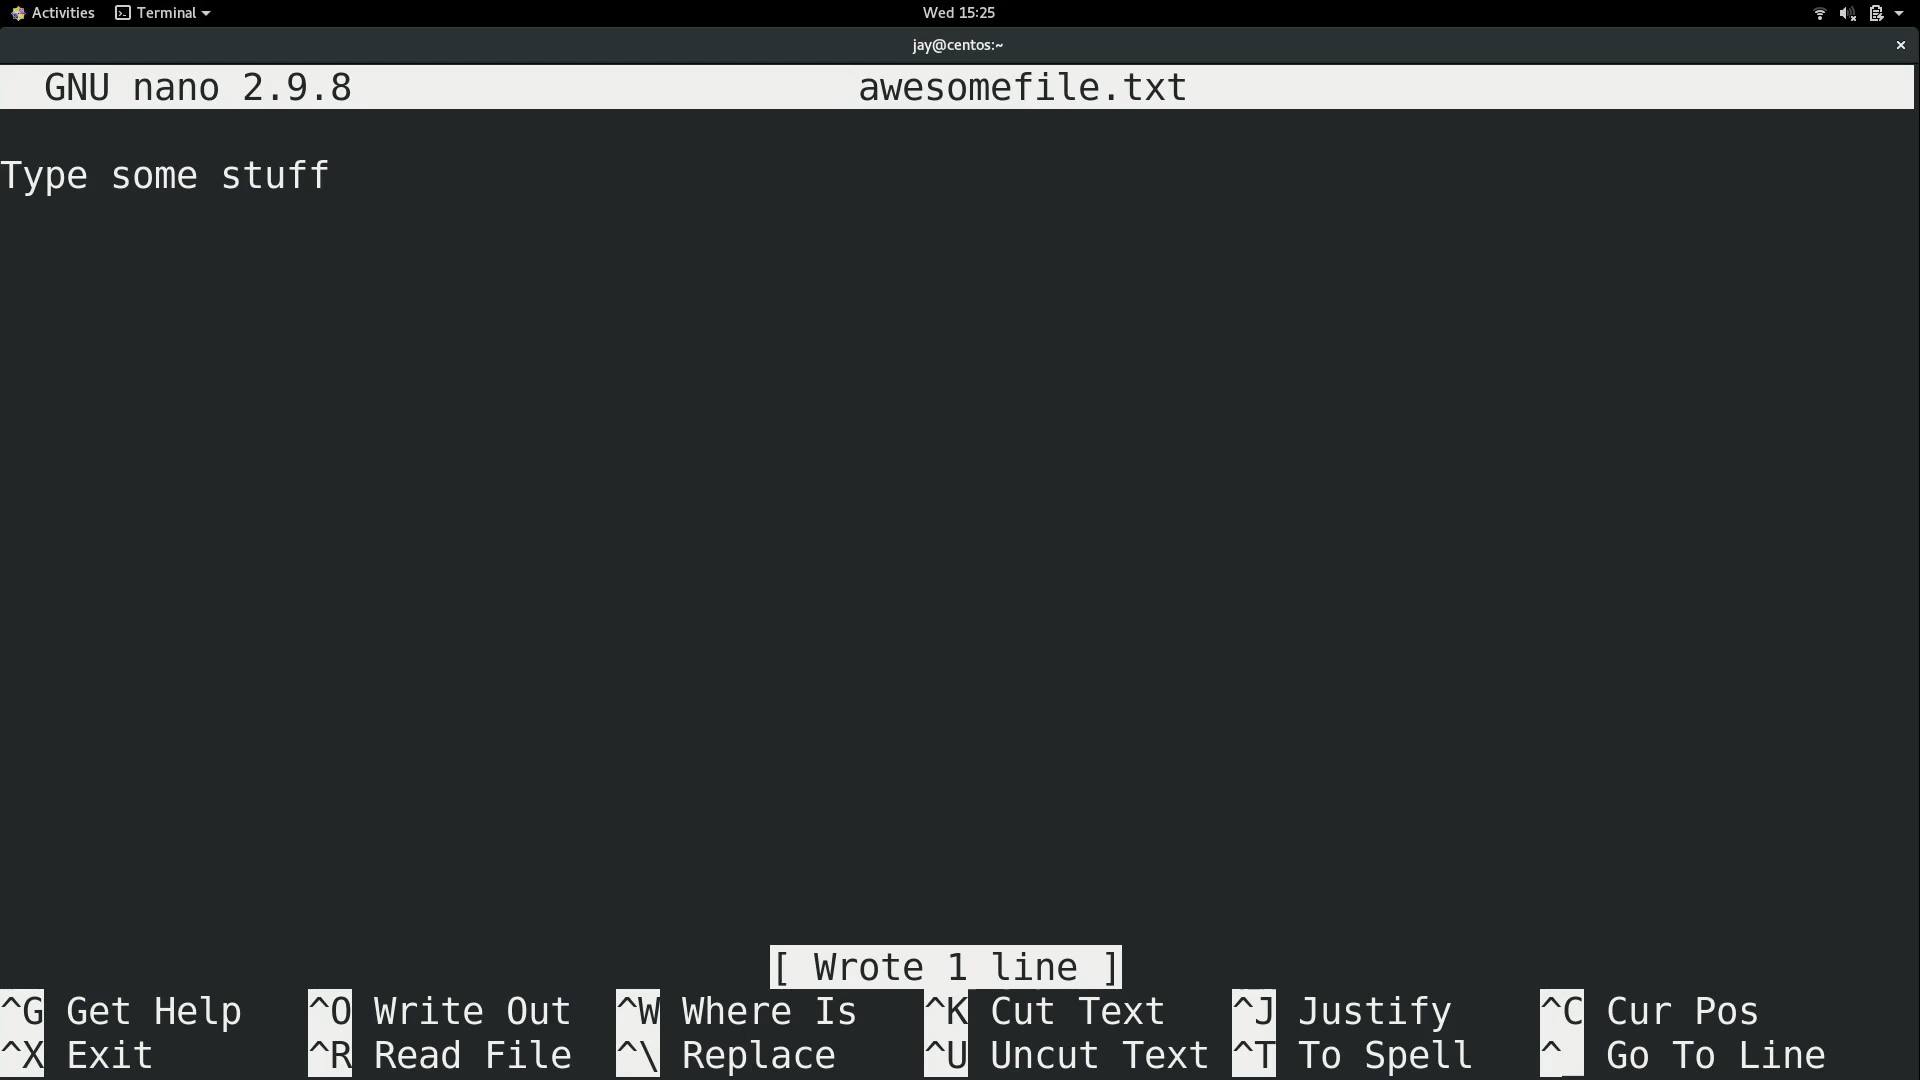 Activities Terminal Wed 15:25
jay@centos:~ ×
GNU nano 2.9.8 awesomefile.txt
Type some stuff
[ Wrote 1 line ]
^G Get Help ^O Write Out ^W Where Is ^K Cut Text ^J Justify ^C Cur Pos
^X Exit ^R Read File ^\ Replace ^U Uncut Text ^T To Spell ^_ Go To Line